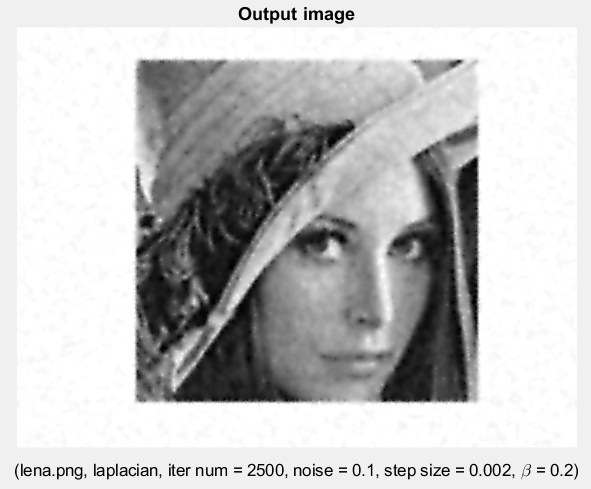 Output image
(lena.png, laplacian, iter num = 2500, noise = 0.1, step size = 0.002, β = 0.2)